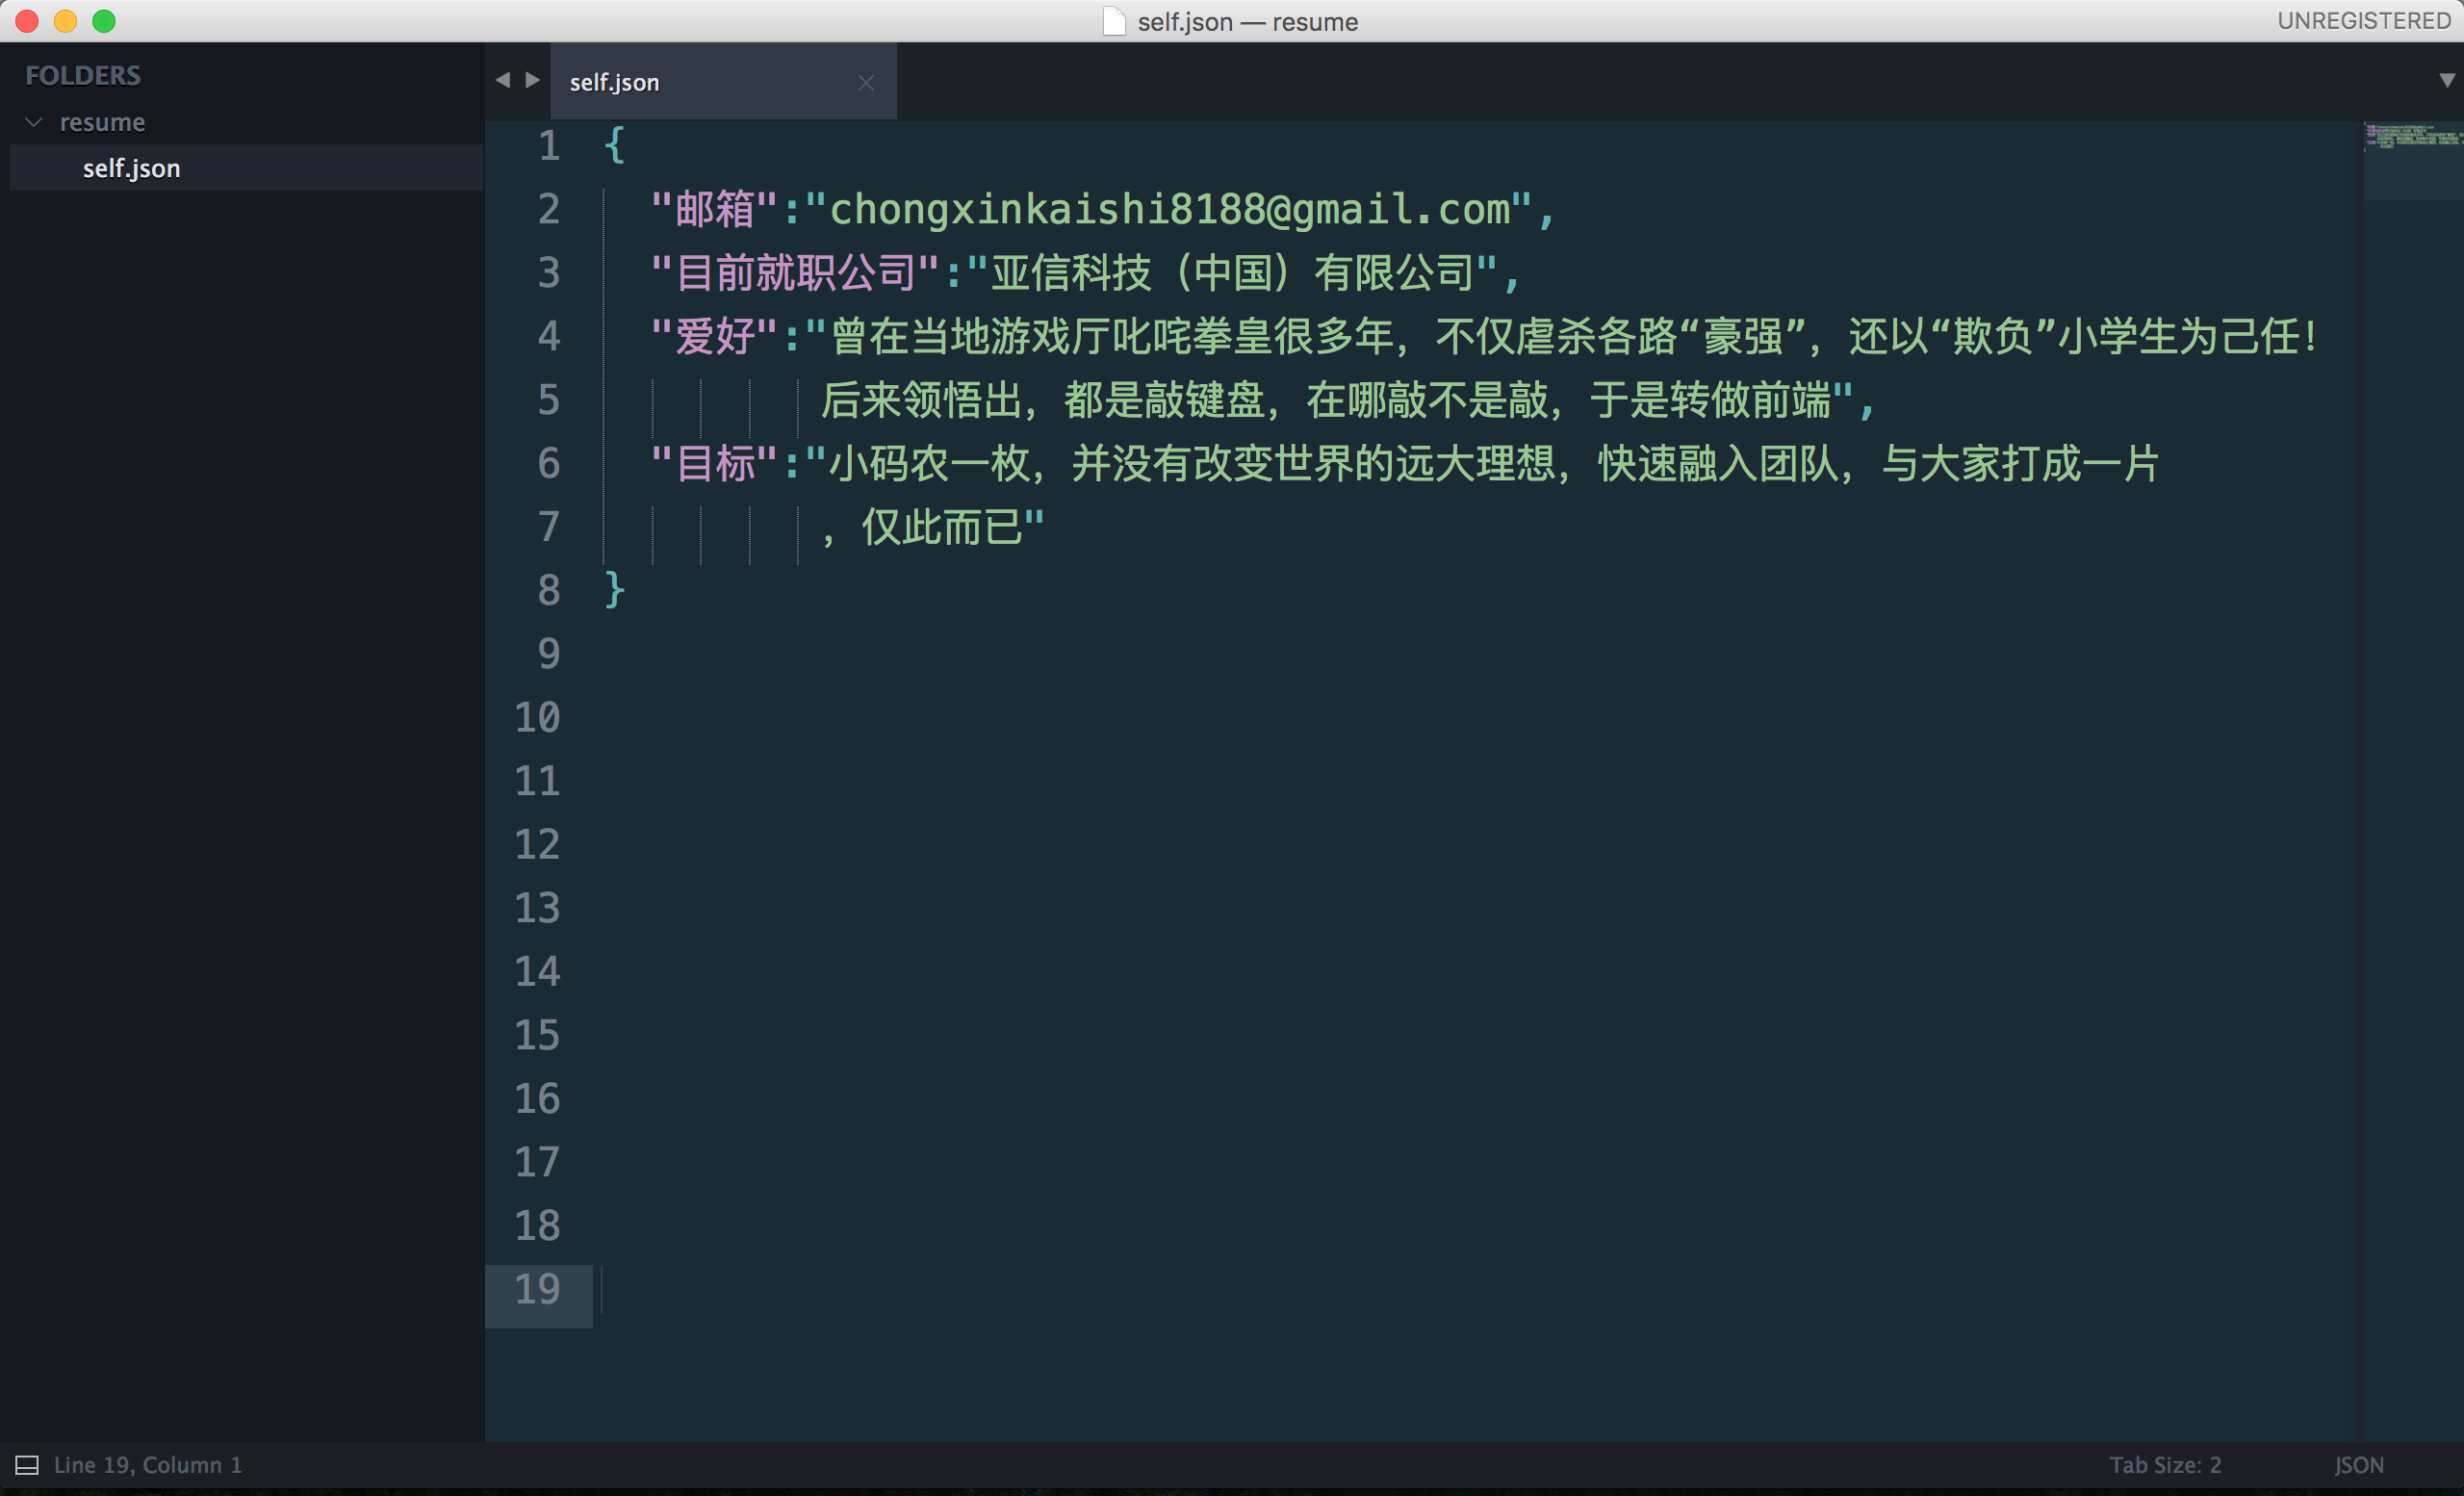 self.json — resume
UNREGISTERED
FOLDERS
resume
self.json
self.json
1 {
2 "邮箱":"chongxinkaishi8188@gmail.com",
3 "目前就职公司":"亚信科技（中国）有限公司",
4 "爱好":"曾在当地游戏厅叱咤拳皇很多年，不仅虐杀各路“豪强”，还以“欺负”小学生为己任！
5 后来领悟出，都是敲键盘，在哪敲不是敲，于是转做前端",
6 "目标":"小码农一枚，并没有改变世界的远大理想，快速融入团队，与大家打成一片
7 ，仅此而已"
8 }
9
10
11
12
13
14
15
16
17
18
19
Line 19, Column 1
Tab Size: 2
JSON